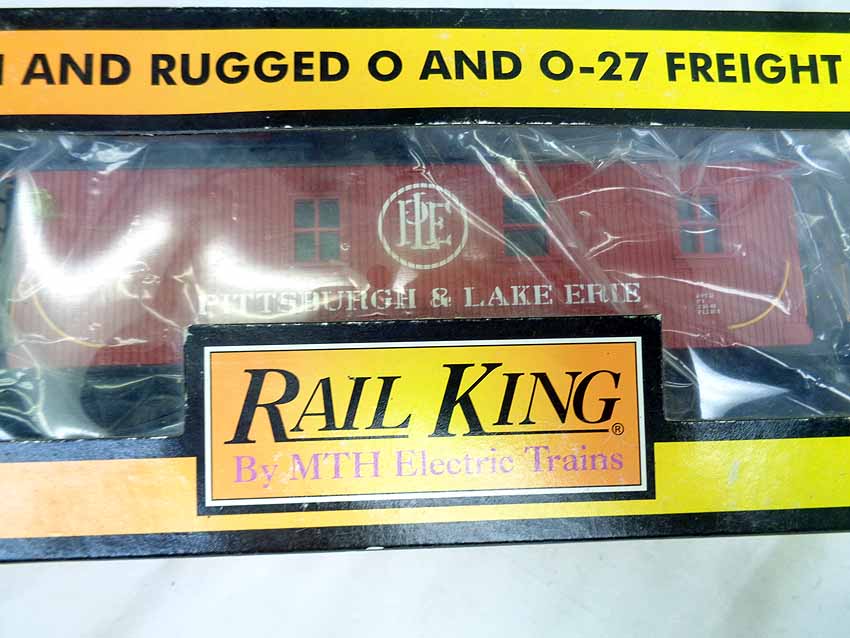 AND RUGGED O AND O-27 FREIGHT
PLE
PITTSBURGH & LAKE ERIE
RAIL KING®
By MTH Electric Trains